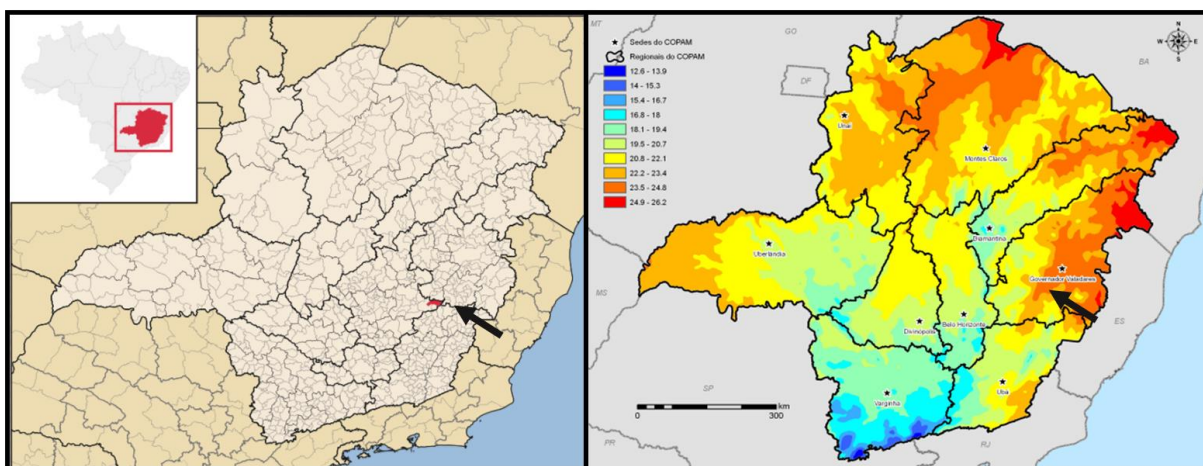 MT
GO
BA
DF
MS
ES
SP
RJ
PR
N
W
E
S
★ Sedes do COPAM
Regionais do COPAM
12.6 - 13.9
14 - 15.3
15.4 - 16.7
16.8 - 18
18.1 - 19.4
19.5 - 20.7
20.8 - 22.1
22.2 - 23.4
23.5 - 24.8
24.9 - 26.2
Unaí
Montes Claros
Diamantina
Uberlândia
Governador Valadares
Divinópolis
Belo Horizonte
Varginha
Ubá
0
300
km